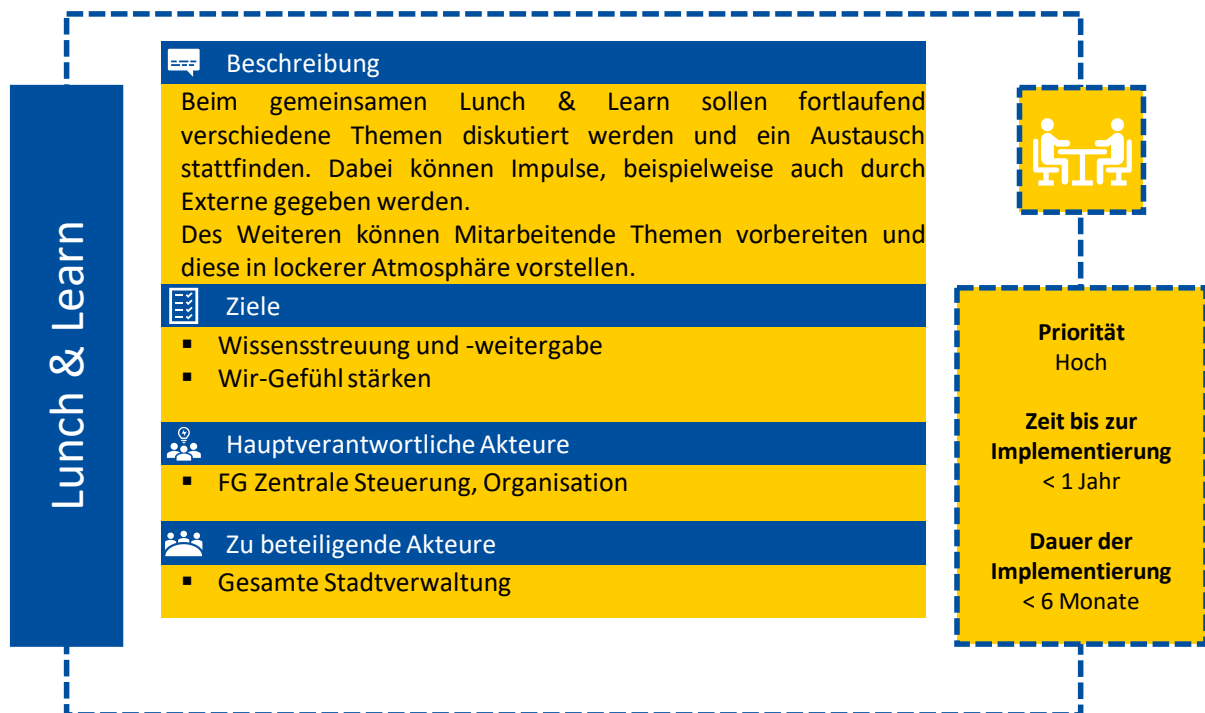 Lunch & Learn
Beschreibung
Beim gemeinsamen Lunch & Learn sollen fortlaufend
verschiedene Themen diskutiert werden und ein Austausch
stattfinden. Dabei können Impulse, beispielweise auch durch
Externe gegeben werden.
Des Weiteren können Mitarbeitende Themen vorbereiten und
diese in lockerer Atmosphäre vorstellen.
Ziele
▪ Wissensstreuung und -weitergabe
▪ Wir-Gefühl stärken
Hauptverantwortliche Akteure
▪ FG Zentrale Steuerung, Organisation
Zu beteiligende Akteure
▪ Gesamte Stadtverwaltung
Priorität
Hoch
Zeit bis zur
Implementierung
< 1 Jahr
Dauer der
Implementierung
< 6 Monate